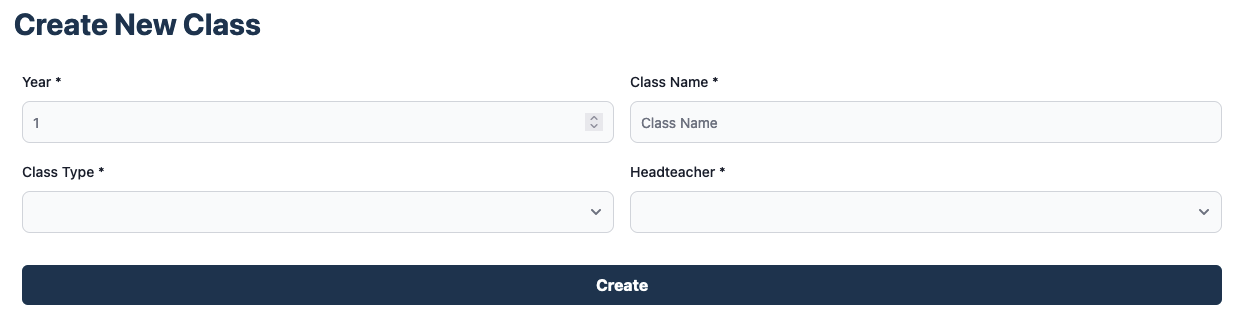 Create New Class
Year *
Class Name *
1
Class Name
Class Type *
Headteacher *
Create